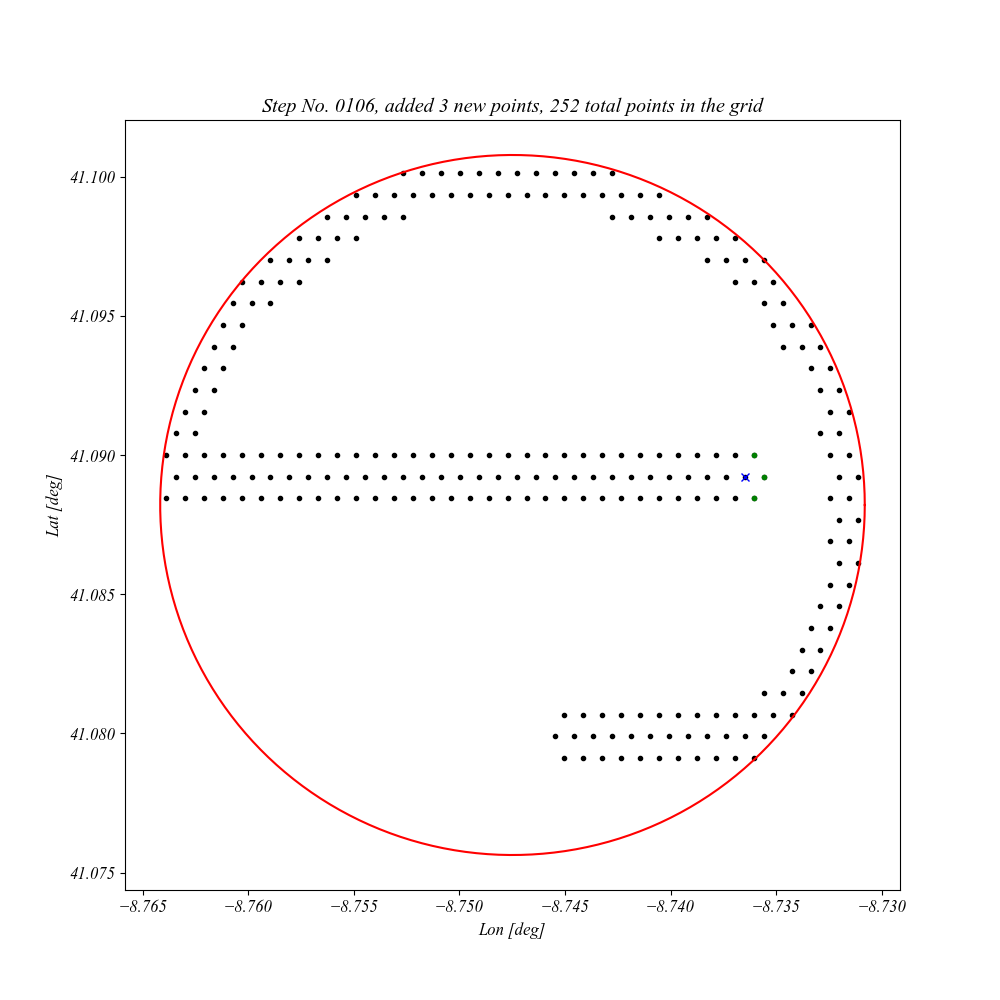 Step No. 0106, added 3 new points, 252 total points in the grid
41.100
41.095
41.090
41.085
41.080
41.075
Lat [deg]
−8.765 −8.760 −8.755 −8.750 −8.745 −8.740 −8.735 −8.730
Lon [deg]